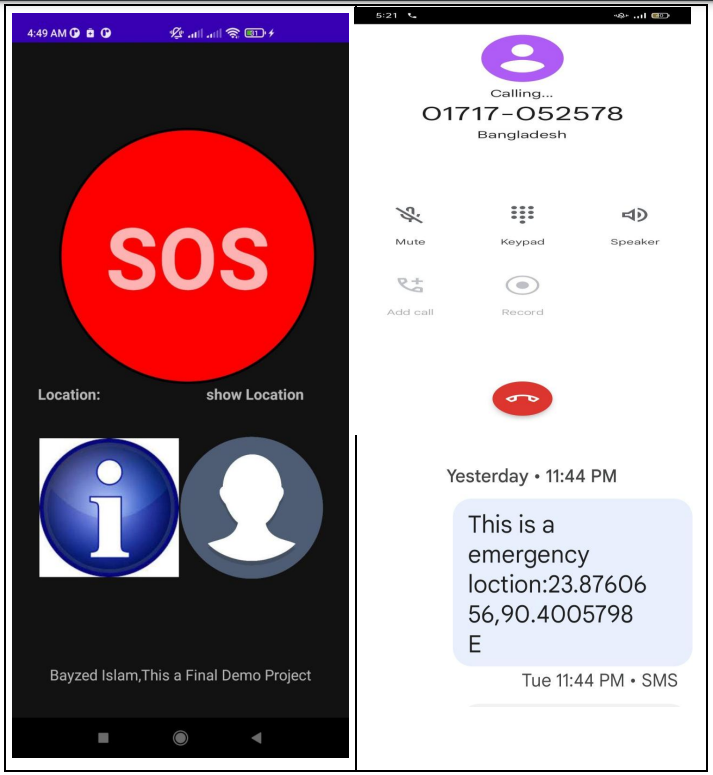 4:49 AM
SOS
Location: show Location
Bayzed Islam,This a Final Demo Project
5:21
Calling...
01717-052578
Bangladesh
Mute Keypad Speaker
Add call Record
Yesterday • 11:44 PM
This is a
emergency
loction:23.87606
56,90.4005798
E
Tue 11:44 PM • SMS